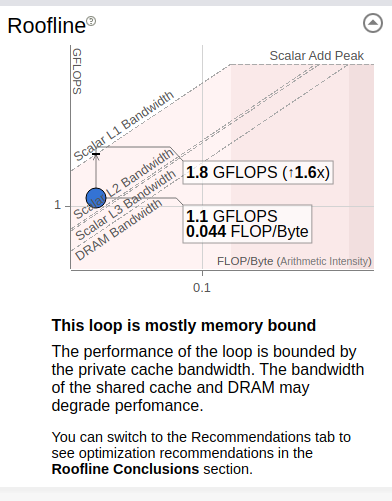 Roofline?
Scalar Add Peak
GFLOPS
Scalar L1 Bandwidth
Scalar L2 Bandwidth
Scalar L3 Bandwidth
DRAM Bandwidth
1.8 GFLOPS (↑1.6x)
1
1.1 GFLOPS
0.044 FLOP/Byte
FLOP/Byte (Arithmetic Intensity)
0.1
This loop is mostly memory bound
The performance of the loop is bounded by
the private cache bandwidth. The bandwidth
of the shared cache and DRAM may
degrade perfomance.
You can switch to the Recommendations tab to
see optimization recommendations in the
Roofline Conclusions section.